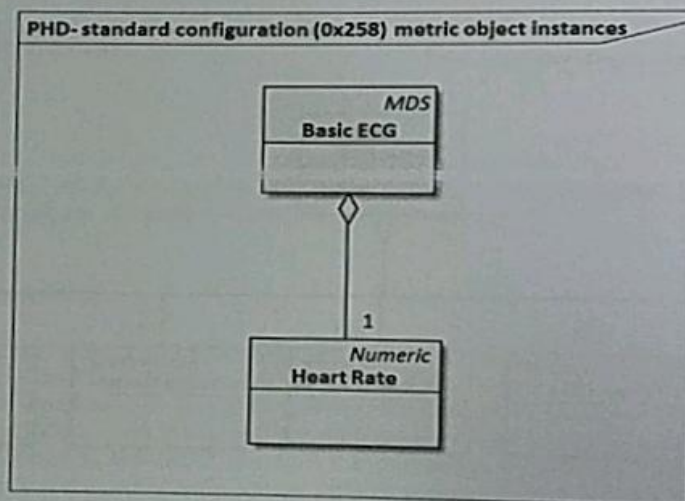 PHD- standard configuration (0x258) metric object instances
MDS
Basic ECG
1
Numeric
Heart Rate